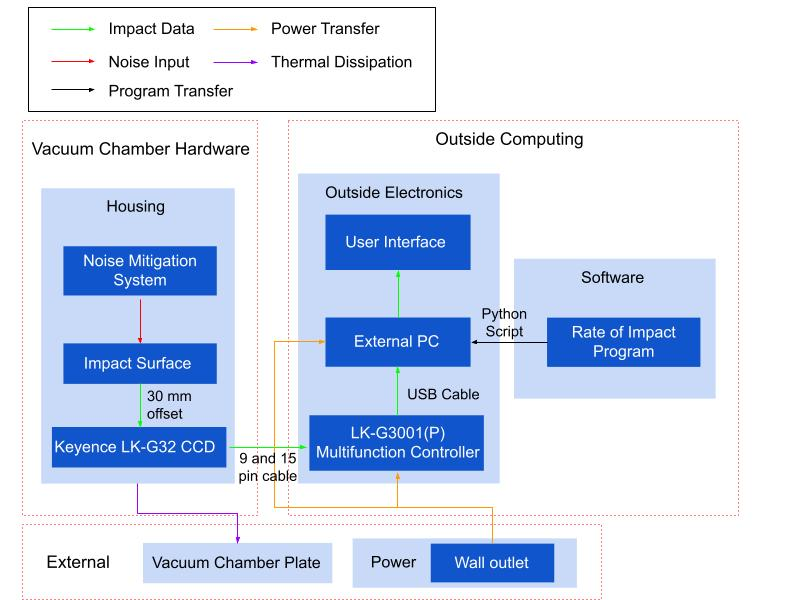 Impact Data
Power Transfer
Noise Input
Thermal Dissipation
Program Transfer
Vacuum Chamber Hardware
Housing
Noise Mitigation
System
Impact Surface
30 mm
offset
Keyence LK-G32 CCD
9 and 15
pin cable
Outside Computing
Outside Electronics
User Interface
External PC
USB Cable
LK-G3001(P)
Multifunction Controller
Python
Script
Software
Rate of Impact
Program
External
Vacuum Chamber Plate
Power
Wall outlet